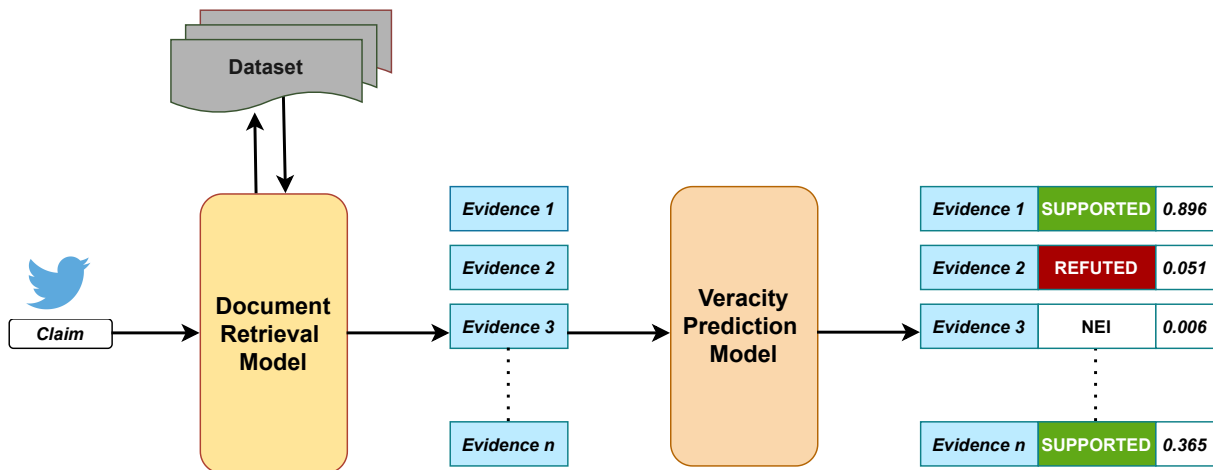 Dataset
Claim
Document
Retrieval
Model
Evidence 1
Evidence 2
Evidence 3
Evidence n
Veracity
Prediction
Model
Evidence 1 SUPPORTED 0.896
Evidence 2 REFUTED 0.051
Evidence 3 NEI 0.006
Evidence n SUPPORTED 0.365